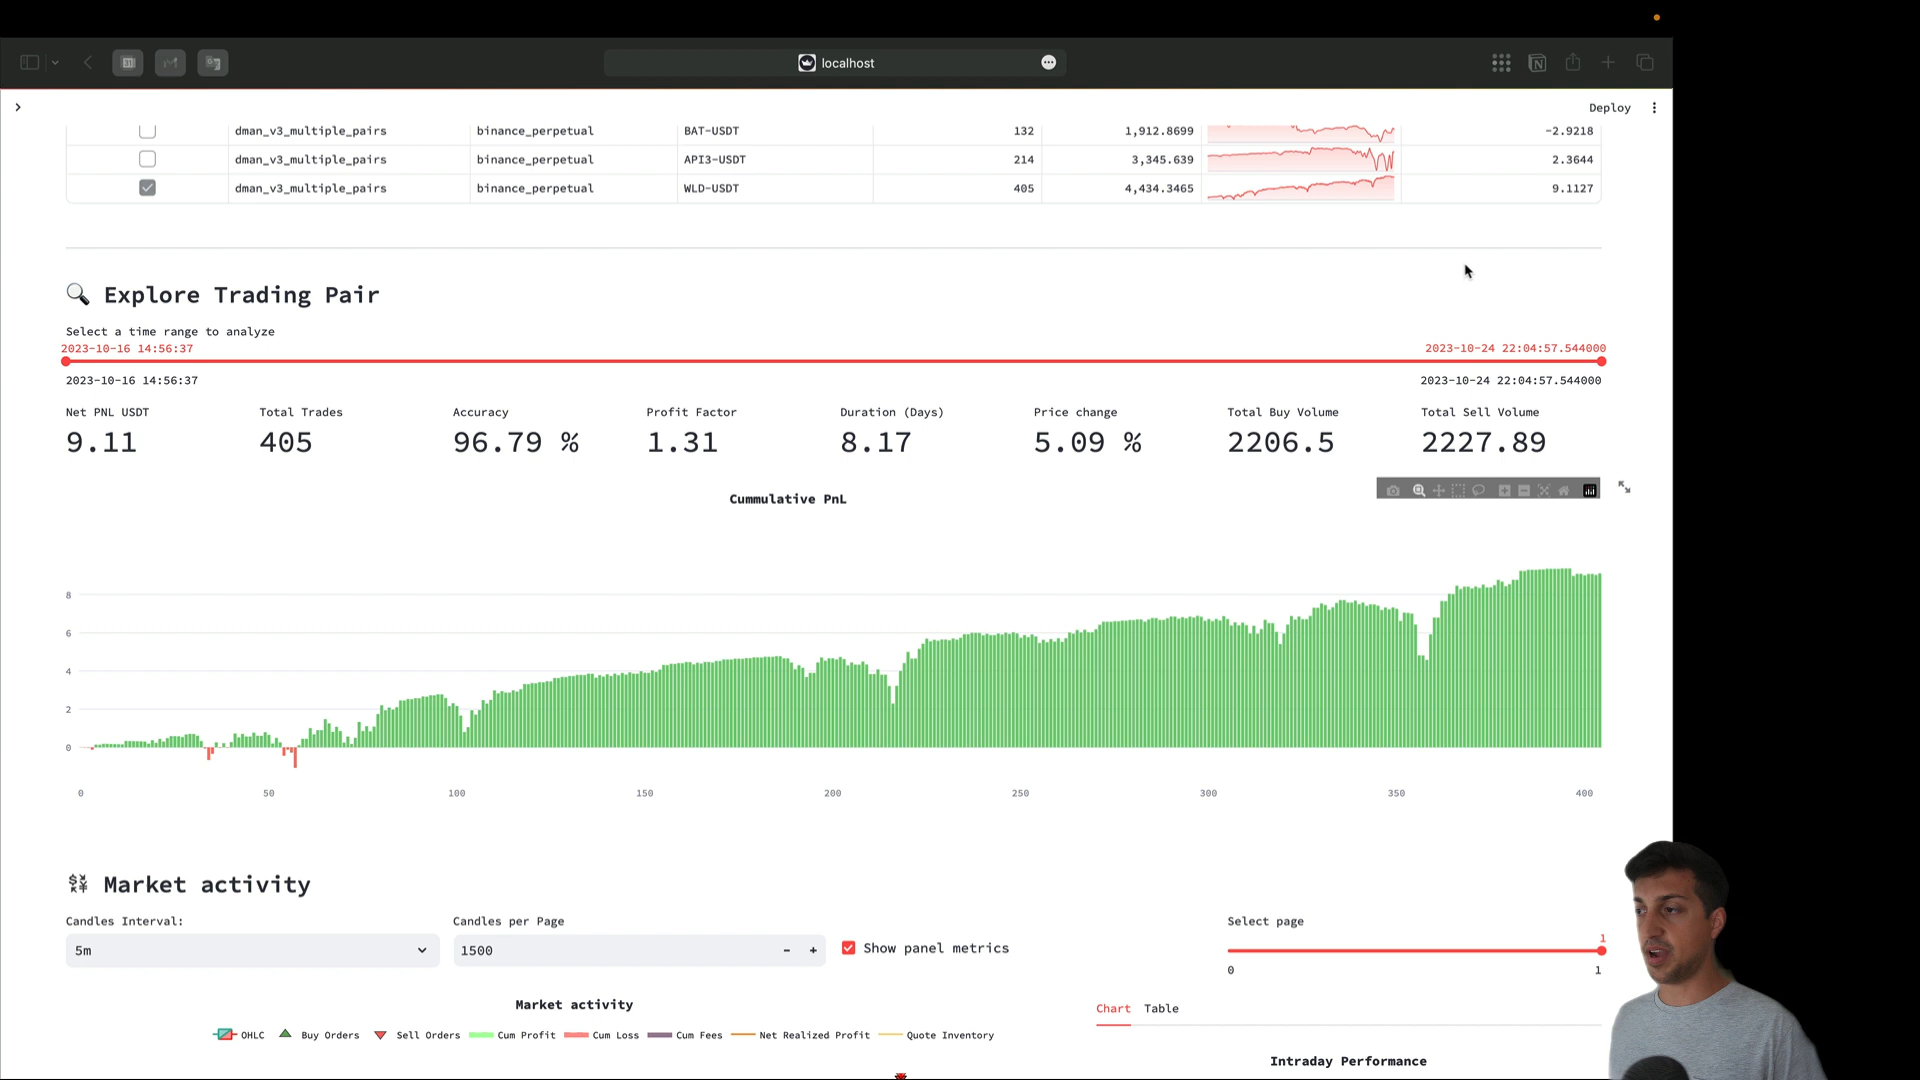 localhost
Deploy
dman_v3_multiple_pairs binance_perpetual BAT-USDT 132 1,912.8699 -2.9218
dman_v3_multiple_pairs binance_perpetual API3-USDT 214 3,345.639 2.3644
dman_v3_multiple_pairs binance_perpetual WLD-USDT 405 4,434.3465 9.1127
Explore Trading Pair
Select a time range to analyze
2023-10-16 14:56:37 2023-10-24 22:04:57.544000
2023-10-16 14:56:37 2023-10-24 22:04:57.544000
Net PNL USDT Total Trades Accuracy Profit Factor Duration (Days) Price change Total Buy Volume Total Sell Volume
9.11 405 96.79 % 1.31 8.17 5.09 % 2206.5 2227.89
Cummulative PnL
8
6
4
2
0
0 50 100 150 200 250 300 350 400
Market activity
Candles Interval: Candles per Page Select page
5m 1500 - + Show panel metrics 1
0 1
Market activity Chart Table
OHLC Buy Orders Sell Orders Cum Profit Cum Loss Cum Fees Net Realized Profit Quote Inventory
Intraday Performance